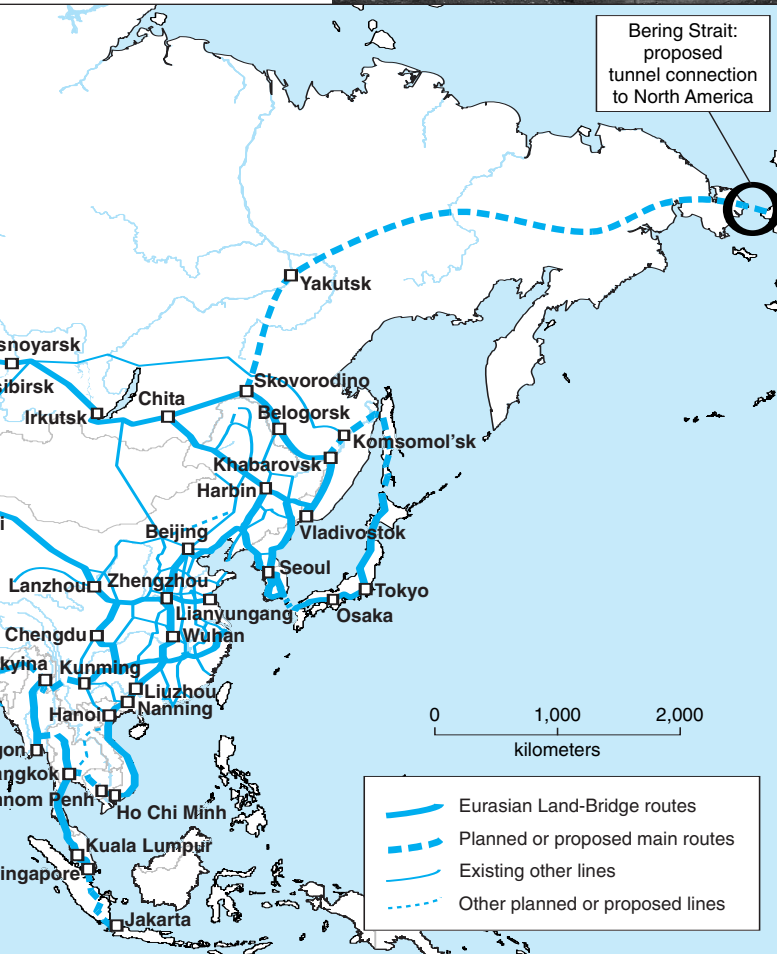 Bering Strait:
proposed
tunnel connection
to North America
Yakutsk
snoyarsk
sibirsk
Irkutsk
Chita
Skovorodino
Belogorsk
Komsomol’sk
Khabarovsk
Harbin
i
Beijing
Vladivostok
Seoul
Lanzhou
Zhengzhou
Tokyo
Lianyungang
Osaka
Chengdu
Wuhan
kyina
Kunming
Liuzhou
Nanning
Hanoi
gon
angkok
nom Penh
Ho Chi Minh
Kuala Lumpur
ingapore
Jakarta
0 1,000 2,000
kilometers
Eurasian Land-Bridge routes
Planned or proposed main routes
Existing other lines
Other planned or proposed lines